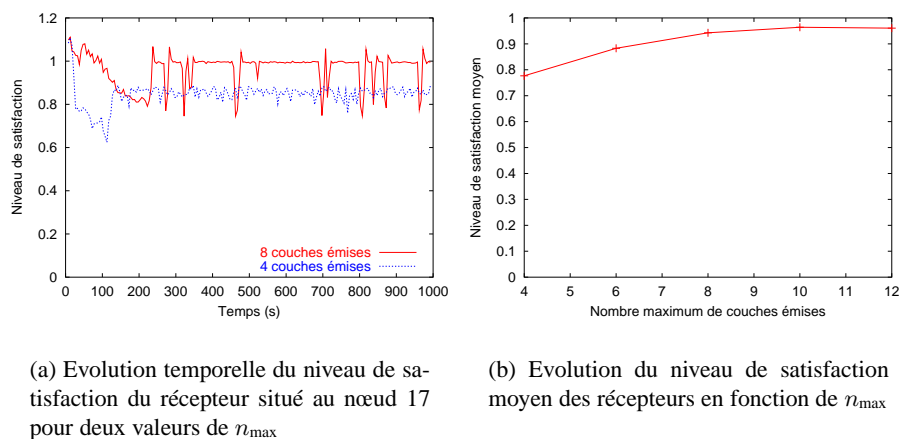 1.2
1
0.8
0.6
0.4
0.2
0
Niveau de satisfaction
8 couches émises
4 couches émises
0 100 200 300 400 500 600 700 800 900 1000
Temps (s)
1
0.9
0.8
0.7
0.6
0.5
0.4
0.3
0.2
0.1
0
Niveau de satisfaction moyen
4 5 6 7 8 9 10 11 12
Nombre maximum de couches émises
(a) Evolution temporelle du niveau de sa-
tisfaction du récepteur situé au nœud 17
pour deux valeurs de n_max
(b) Evolution du niveau de satisfaction
moyen des récepteurs en fonction de n_max